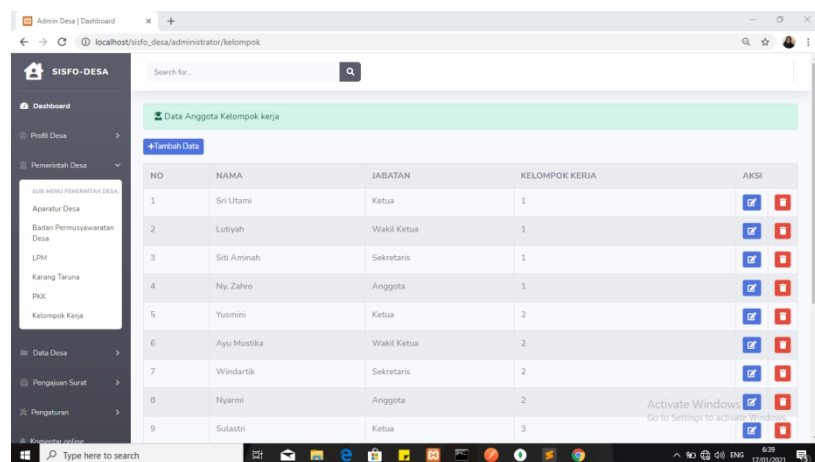 Admin Desa | Dashboard
localhost/sisfo_desa/administrator/kelompok
SISFO-DESA
Search for...
Dashboard
Profil Desa
Pemerintah Desa
SUB-MENU PEMERINTAH DESA:
Aparatur Desa
Badan Permusyawaratan
Desa
LPM
Karang Taruna
PKK
Kelompok Kerja
Data Desa
Pengajuan Surat
Pengaturan
Komentar online
Data Anggota Kelompok kerja
+Tambah Data
NO NAMA JABATAN KELOMPOK KERJA AKSI
1 Sri Utami Ketua 1
2 Lutiyah Wakil Ketua 1
3 Siti Aminah Sekretaris 1
4 Ny. Zahro Anggota 1
5 Yusmini Ketua 2
6 Ayu Mustika Wakil Ketua 2
7 Windartik Sekretaris 2
8 Nyarmi Anggota 2
9 Sulastri Ketua 3
Activate Windows
Go to Settings to activate Windows.
Type here to search
ENG
6:39
17/01/2021